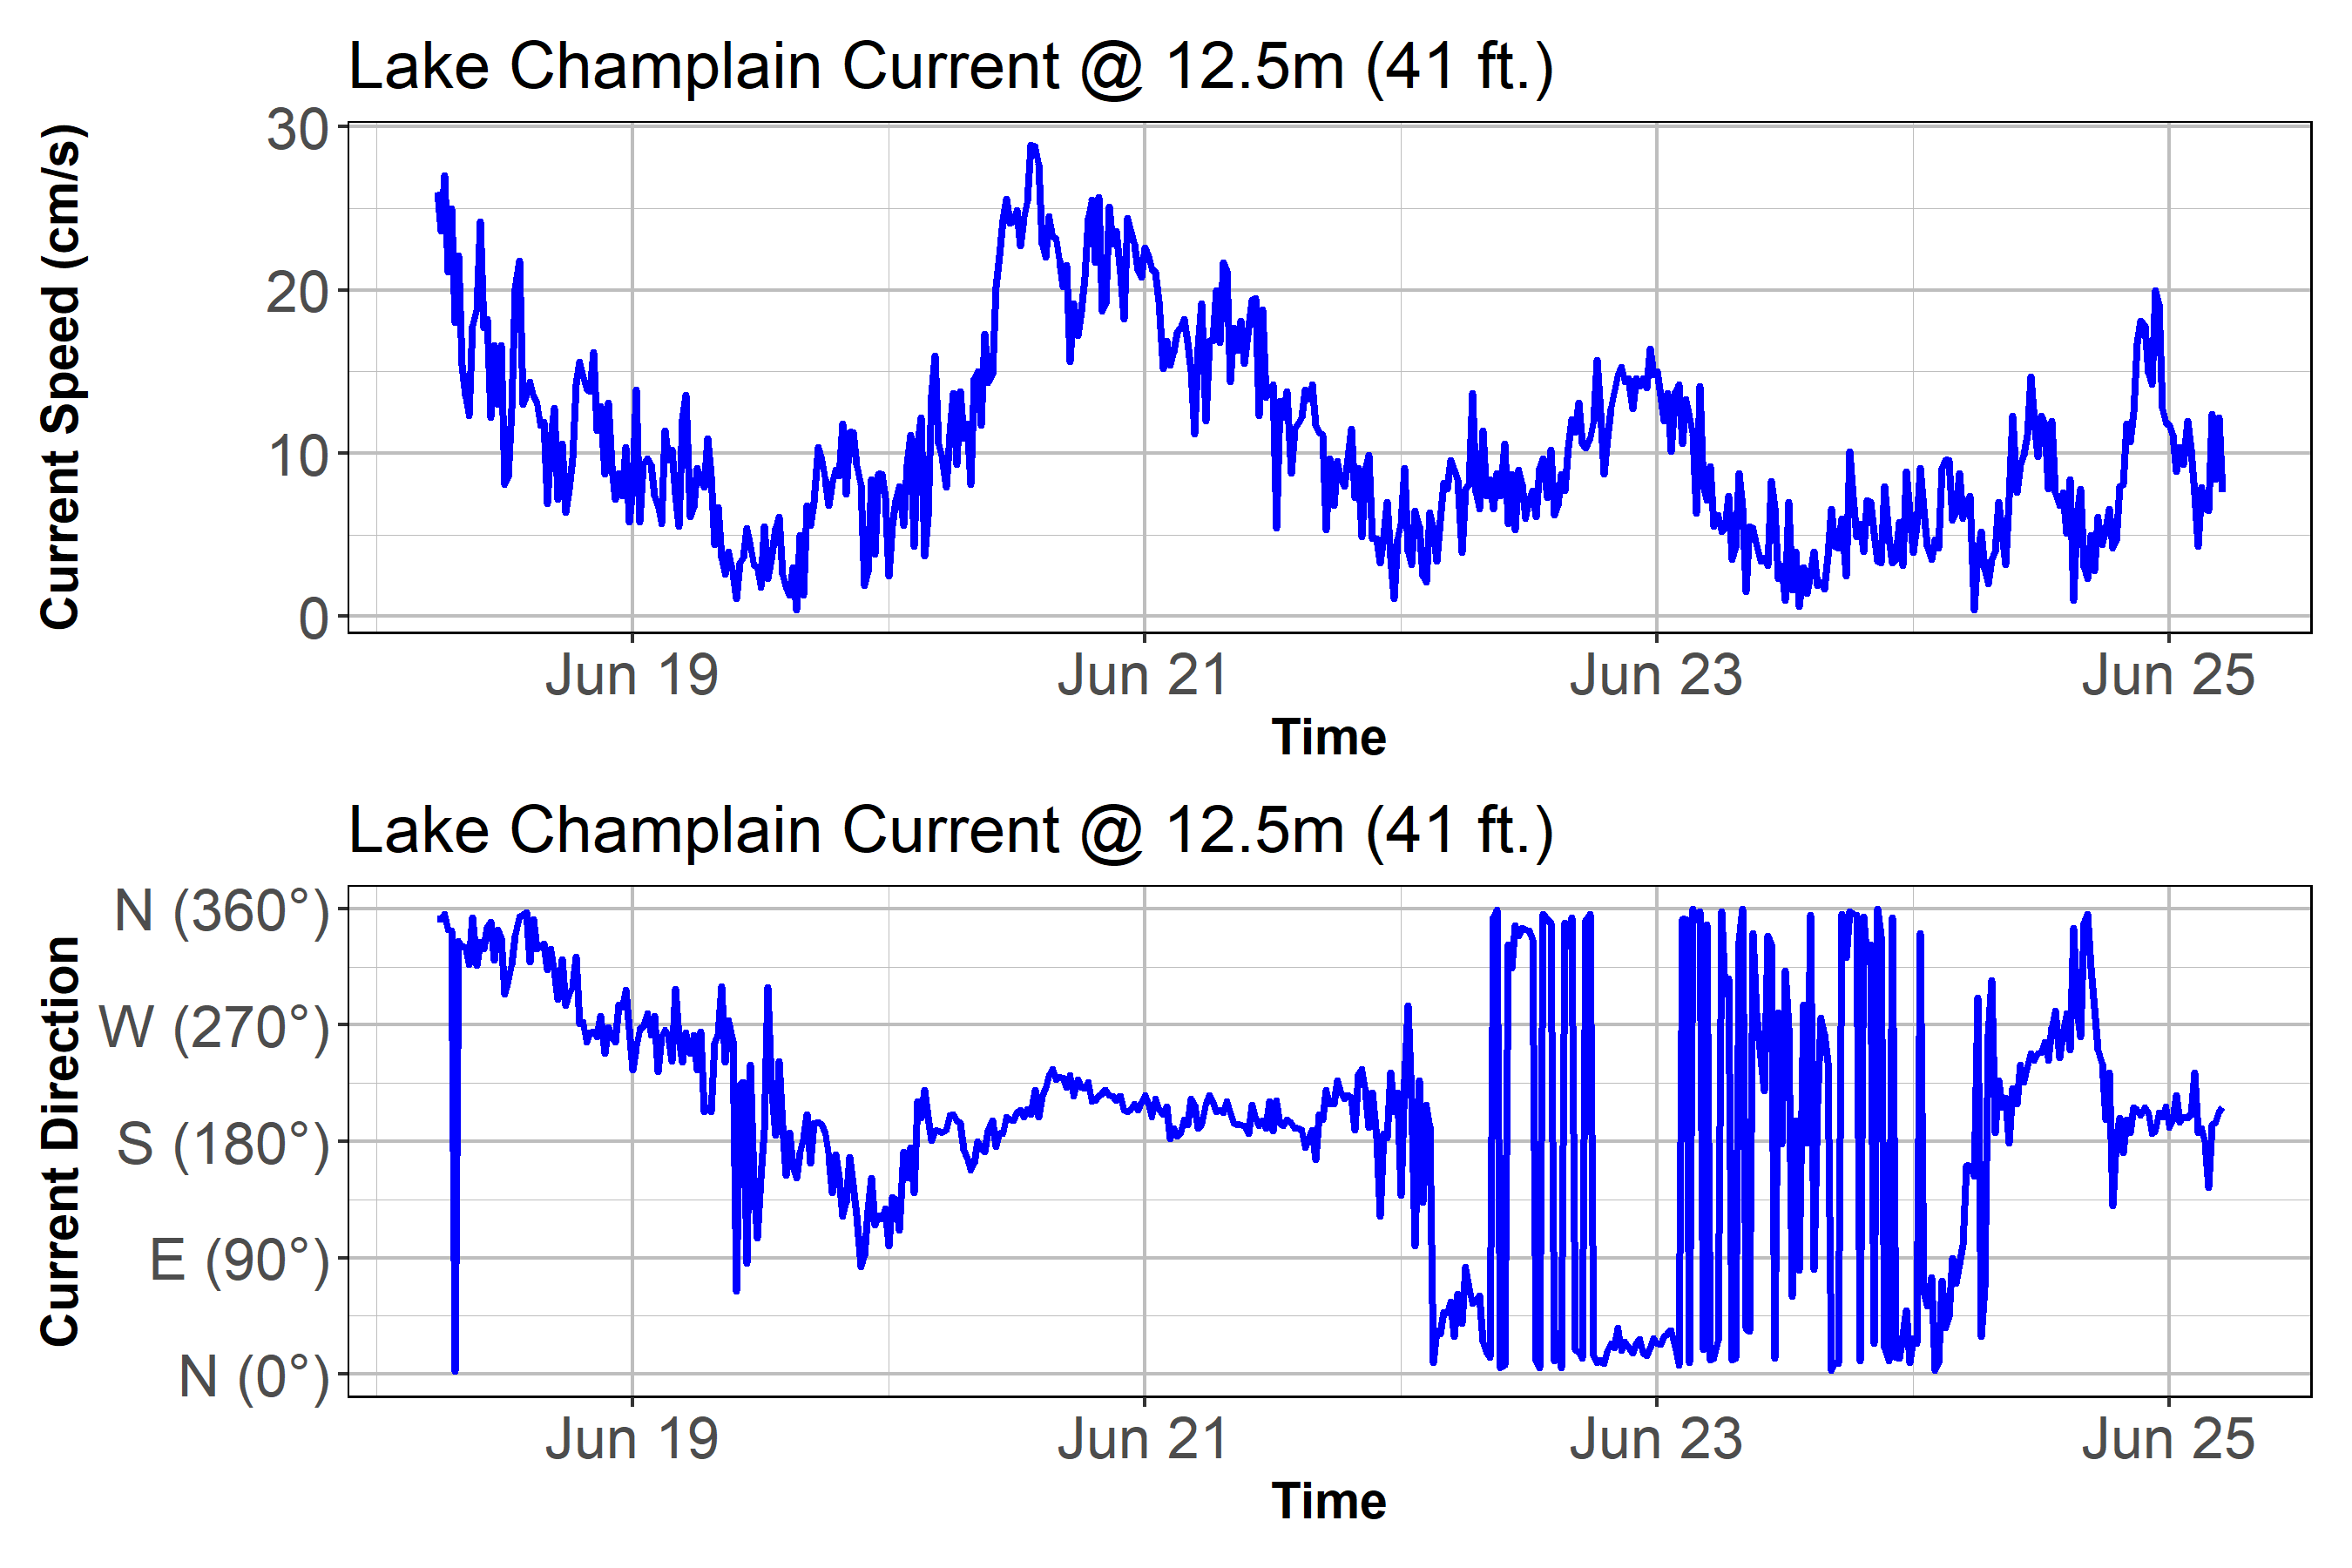 Lake Champlain Current @ 12.5m (41 ft.)
Current Speed (cm/s)
30
20
10
0
Jun 19 Jun 21 Jun 23 Jun 25
Time
Lake Champlain Current @ 12.5m (41 ft.)
Current Direction
N (360°)
W (270°)
S (180°)
E (90°)
N (0°)
Jun 19 Jun 21 Jun 23 Jun 25
Time